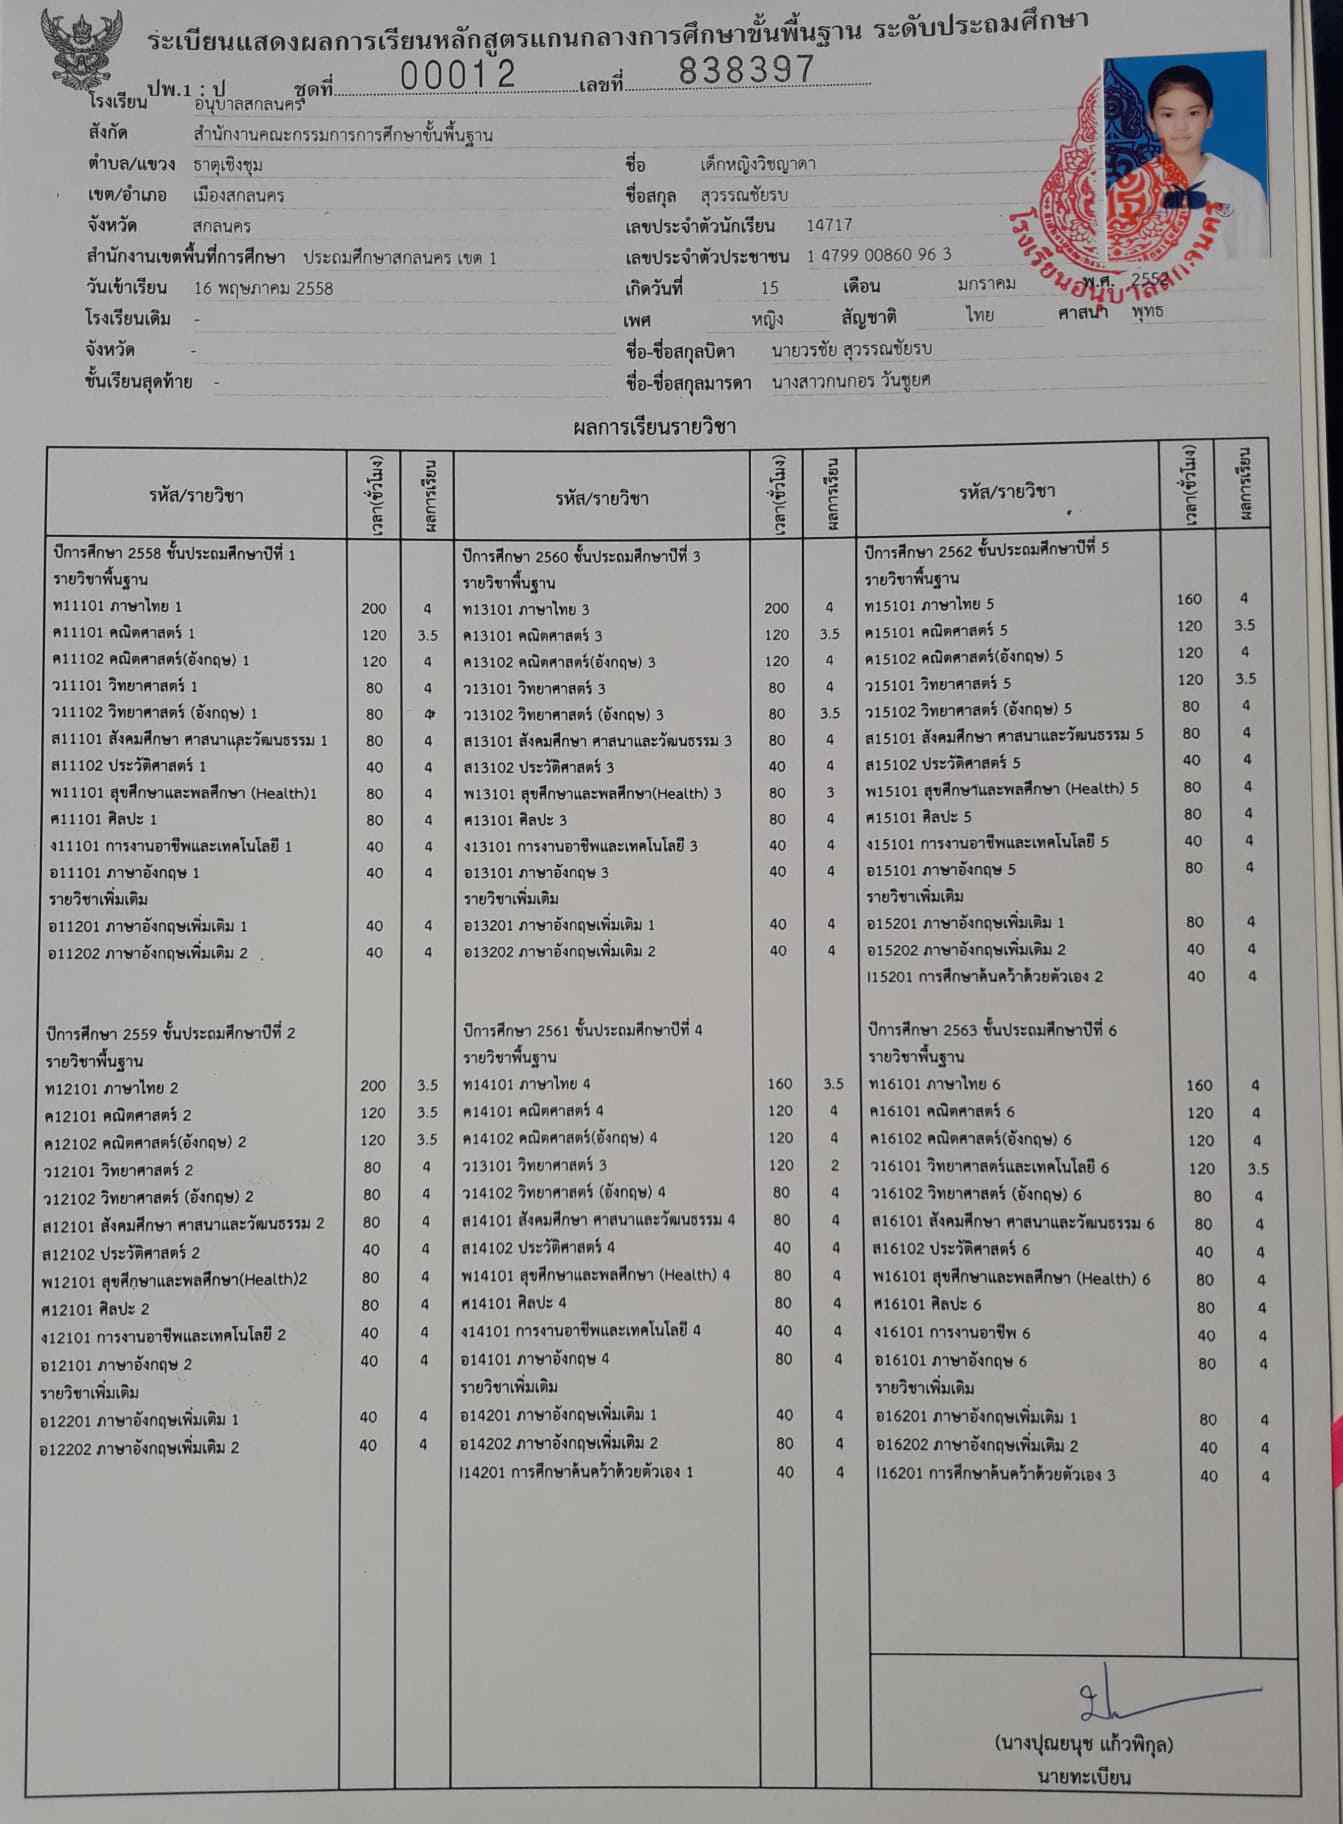 ระเบียนแสดงผลการเรียนหลักสูตรแกนกลางการศึกษาขั้นพื้นฐาน ระดับประถมศึกษา
ปพ.1 : ป ชุดที่ 00012 เลขที่ 838397
โรงเรียน อนุบาลสกลนคร
สังกัด สำนักงานคณะกรรมการการศึกษาขั้นพื้นฐาน
ตำบล/แขวง ธาตุเชิงชุม
เขต/อำเภอ เมืองสกลนคร
จังหวัด สกลนคร
สำนักงานเขตพื้นที่การศึกษา ประถมศึกษาสกลนคร เขต 1
วันเข้าเรียน 16 พฤษภาคม 2558
โรงเรียนเดิม -
จังหวัด -
ชั้นเรียนสุดท้าย -
ชื่อ เด็กหญิงวิชญาดา
ชื่อสกุล สุวรรณชัยรบ
เลขประจำตัวนักเรียน 14717
เลขประจำตัวประชาชน 1 4799 00860 96 3
เกิดวันที่ 15 เดือน มกราคม พ.ศ. 2552
เพศ หญิง สัญชาติ ไทย ศาสนา พุทธ
ชื่อ-ชื่อสกุลบิดา นายวรชัย สุวรรณชัยรบ
ชื่อ-ชื่อสกุลมารดา นางสาวกนกอร วันชูยศ
โรงเรียนอนุบาลสกลนคร
ผลการเรียนรายวิชา
รหัส/รายวิชา เวลา(ชั่วโมง) ผลการเรียน รหัส/รายวิชา เวลา(ชั่วโมง) ผลการเรียน รหัส/รายวิชา เวลา(ชั่วโมง) ผลการเรียน
ปีการศึกษา 2558 ชั้นประถมศึกษาปีที่ 1
รายวิชาพื้นฐาน
ท11101 ภาษาไทย 1 200 4
ค11101 คณิตศาสตร์ 1 120 3.5
ค11102 คณิตศาสตร์(อังกฤษ) 1 120 4
ว11101 วิทยาศาสตร์ 1 80 4
ว11102 วิทยาศาสตร์ (อังกฤษ) 1 80 4
ส11101 สังคมศึกษา ศาสนาและวัฒนธรรม 1 80 4
ส11102 ประวัติศาสตร์ 1 40 4
พ11101 สุขศึกษาและพลศึกษา (Health)1 80 4
ศ11101 ศิลปะ 1 80 4
ง11101 การงานอาชีพและเทคโนโลยี 1 40 4
อ11101 ภาษาอังกฤษ 1 40 4
รายวิชาเพิ่มเติม
อ11201 ภาษาอังกฤษเพิ่มเติม 1 40 4
อ11202 ภาษาอังกฤษเพิ่มเติม 2 40 4
ปีการศึกษา 2559 ชั้นประถมศึกษาปีที่ 2
รายวิชาพื้นฐาน
ท12101 ภาษาไทย 2 200 3.5
ค12101 คณิตศาสตร์ 2 120 3.5
ค12102 คณิตศาสตร์(อังกฤษ) 2 120 3.5
ว12101 วิทยาศาสตร์ 2 80 4
ว12102 วิทยาศาสตร์ (อังกฤษ) 2 80 4
ส12101 สังคมศึกษา ศาสนาและวัฒนธรรม 2 80 4
ส12102 ประวัติศาสตร์ 2 40 4
พ12101 สุขศึกษาและพลศึกษา(Health)2 80 4
ศ12101 ศิลปะ 2 80 4
ง12101 การงานอาชีพและเทคโนโลยี 2 40 4
อ12101 ภาษาอังกฤษ 2 40 4
รายวิชาเพิ่มเติม
อ12201 ภาษาอังกฤษเพิ่มเติม 1 40 4
อ12202 ภาษาอังกฤษเพิ่มเติม 2 40 4
ปีการศึกษา 2560 ชั้นประถมศึกษาปีที่ 3
รายวิชาพื้นฐาน
ท13101 ภาษาไทย 3 200 4
ค13101 คณิตศาสตร์ 3 120 3.5
ค13102 คณิตศาสตร์(อังกฤษ) 3 120 4
ว13101 วิทยาศาสตร์ 3 80 4
ว13102 วิทยาศาสตร์ (อังกฤษ) 3 80 3.5
ส13101 สังคมศึกษา ศาสนาและวัฒนธรรม 3 80 4
ส13102 ประวัติศาสตร์ 3 40 4
พ13101 สุขศึกษาและพลศึกษา(Health) 3 80 3
ศ13101 ศิลปะ 3 80 4
ง13101 การงานอาชีพและเทคโนโลยี 3 40 4
อ13101 ภาษาอังกฤษ 3 40 4
รายวิชาเพิ่มเติม
อ13201 ภาษาอังกฤษเพิ่มเติม 1 40 4
อ13202 ภาษาอังกฤษเพิ่มเติม 2 40 4
ปีการศึกษา 2561 ชั้นประถมศึกษาปีที่ 4
รายวิชาพื้นฐาน
ท14101 ภาษาไทย 4 160 3.5
ค14101 คณิตศาสตร์ 4 120 4
ค14102 คณิตศาสตร์(อังกฤษ) 4 120 4
ว13101 วิทยาศาสตร์ 3 120 2
ว14102 วิทยาศาสตร์ (อังกฤษ) 4 80 4
ส14101 สังคมศึกษา ศาสนาและวัฒนธรรม 4 80 4
ส14102 ประวัติศาสตร์ 4 40 4
พ14101 สุขศึกษาและพลศึกษา (Health) 4 80 4
ศ14101 ศิลปะ 4 80 4
ง14101 การงานอาชีพและเทคโนโลยี 4 40 4
อ14101 ภาษาอังกฤษ 4 80 4
รายวิชาเพิ่มเติม
อ14201 ภาษาอังกฤษเพิ่มเติม 1 40 4
อ14202 ภาษาอังกฤษเพิ่มเติม 2 80 4
I14201 การศึกษาค้นคว้าด้วยตัวเอง 1 40 4
ปีการศึกษา 2562 ชั้นประถมศึกษาปีที่ 5
รายวิชาพื้นฐาน
ท15101 ภาษาไทย 5 160 4
ค15101 คณิตศาสตร์ 5 120 3.5
ค15102 คณิตศาสตร์(อังกฤษ) 5 120 4
ว15101 วิทยาศาสตร์ 5 120 3.5
ว15102 วิทยาศาสตร์ (อังกฤษ) 5 80 4
ส15101 สังคมศึกษา ศาสนาและวัฒนธรรม 5 80 4
ส15102 ประวัติศาสตร์ 5 40 4
พ15101 สุขศึกษาและพลศึกษา (Health) 5 80 4
ศ15101 ศิลปะ 5 80 4
ง15101 การงานอาชีพและเทคโนโลยี 5 40 4
อ15101 ภาษาอังกฤษ 5 80 4
รายวิชาเพิ่มเติม
อ15201 ภาษาอังกฤษเพิ่มเติม 1 80 4
อ15202 ภาษาอังกฤษเพิ่มเติม 2 40 4
I15201 การศึกษาค้นคว้าด้วยตัวเอง 2 40 4
ปีการศึกษา 2563 ชั้นประถมศึกษาปีที่ 6
รายวิชาพื้นฐาน
ท16101 ภาษาไทย 6 160 4
ค16101 คณิตศาสตร์ 6 120 4
ค16102 คณิตศาสตร์(อังกฤษ) 6 120 4
ว16101 วิทยาศาสตร์และเทคโนโลยี 6 120 3.5
ว16102 วิทยาศาสตร์ (อังกฤษ) 6 80 4
ส16101 สังคมศึกษา ศาสนาและวัฒนธรรม 6 80 4
ส16102 ประวัติศาสตร์ 6 40 4
พ16101 สุขศึกษาและพลศึกษา (Health) 6 80 4
ศ16101 ศิลปะ 6 80 4
ง16101 การงานอาชีพ 6 40 4
อ16101 ภาษาอังกฤษ 6 80 4
รายวิชาเพิ่มเติม
อ16201 ภาษาอังกฤษเพิ่มเติม 1 80 4
อ16202 ภาษาอังกฤษเพิ่มเติม 2 40 4
I16201 การศึกษาค้นคว้าด้วยตัวเอง 3 40 4
(นางปุณยนุช แก้วพิกุล)
นายทะเบียน